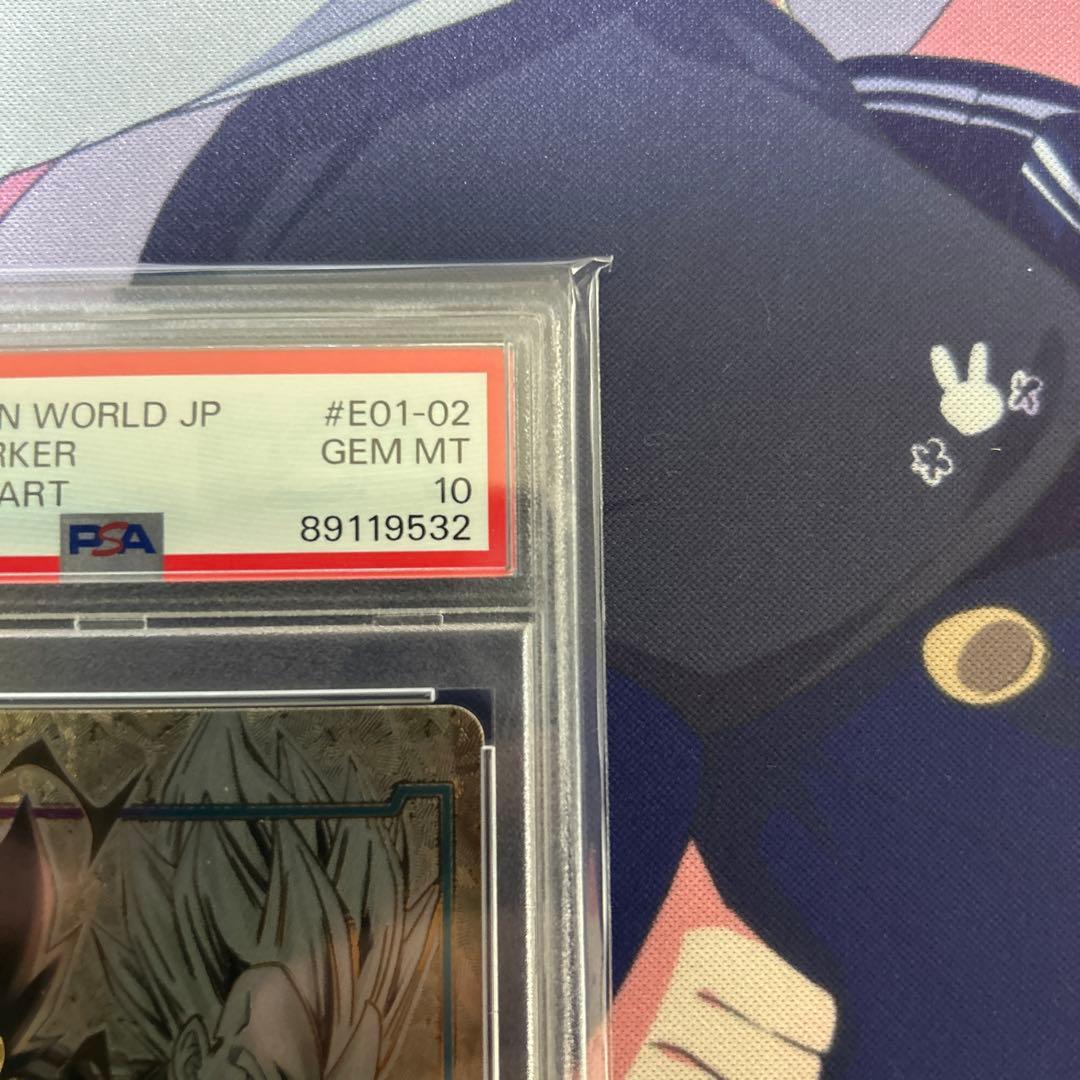 N WORLD JP #E01-02
RKER GEM MT
ART 10
PSA 89119532